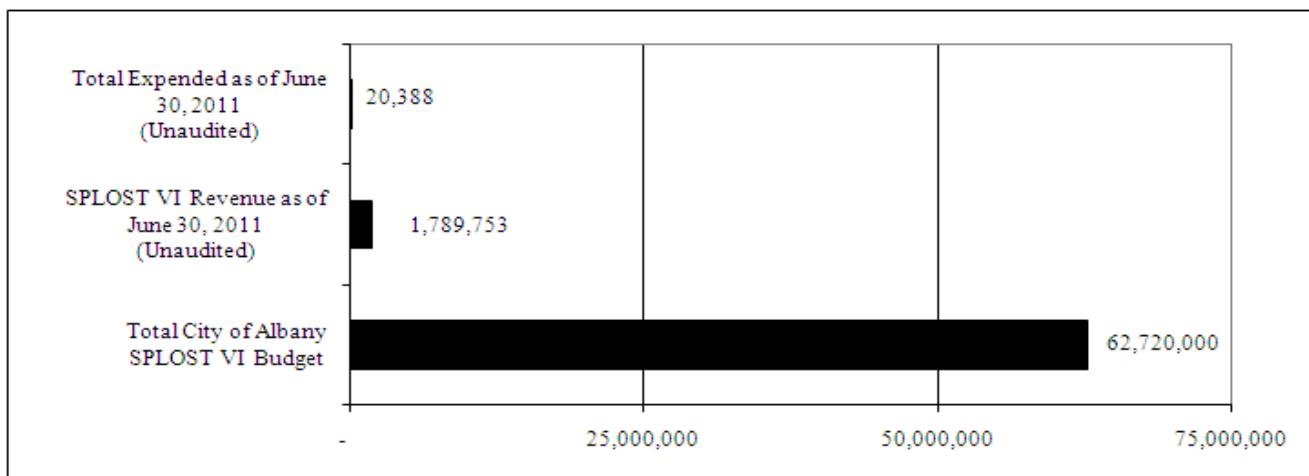 Total Expended as of June
30, 2011
(Unaudited)
20,388
SPLOST VI Revenue as of
June 30, 2011
(Unaudited)
1,789,753
Total City of Albany
SPLOST VI Budget
62,720,000
-
25,000,000
50,000,000
75,000,000